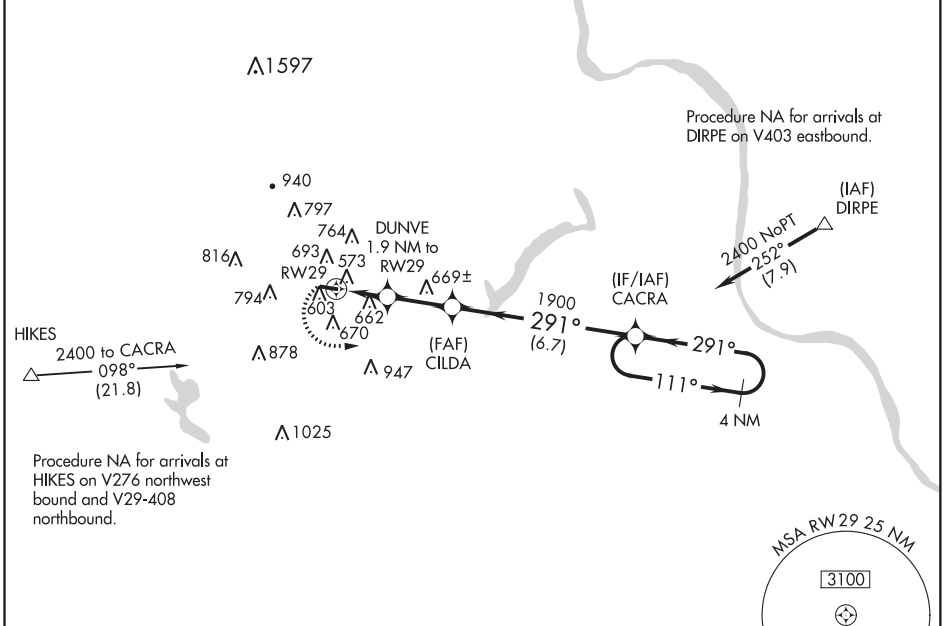 1597
Procedure NA for arrivals at
DIRPE on V403 eastbound.
940
797
(IAF)
DIRPE
764
DUNVE
1.9 NM to
RW29
2400 NoPT
252°
(7.9)
816
693
573
RW29
669±
(IF/IAF)
CACRA
794
603
662
1900
291°
(6.7)
670
(FAF)
CILDA
291°
HIKES
2400 to CACRA
098°
(21.8)
878
947
111°
4 NM
1025
Procedure NA for arrivals at
HIKES on V276 northwest
bound and V29-408
northbound.
MSA RW29 25 NM
3100